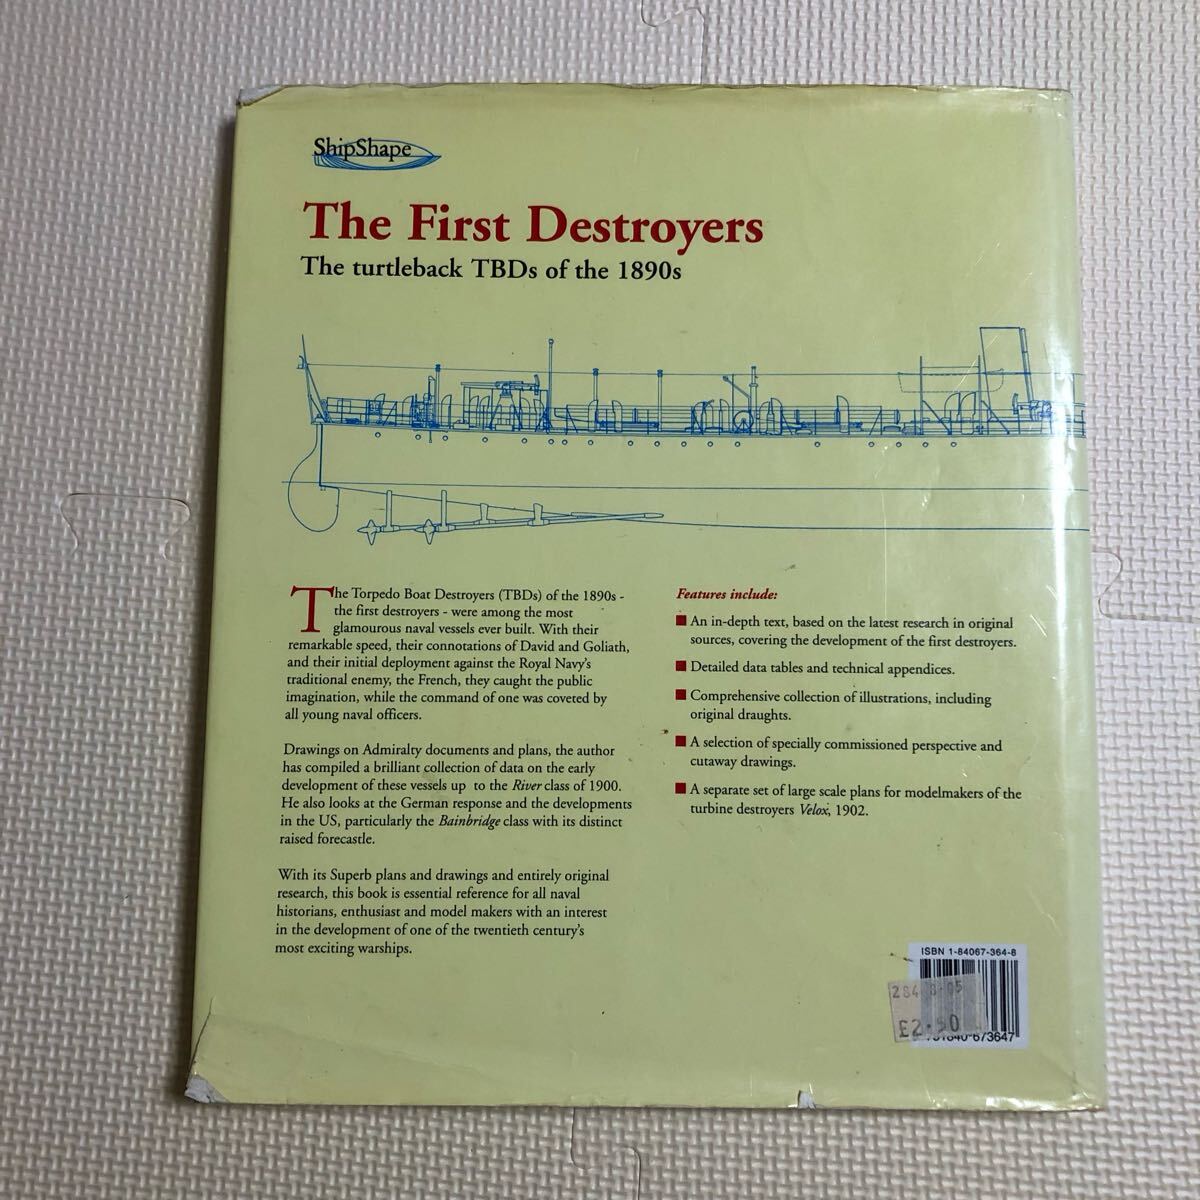 ShipShape
The First Destroyers
The turtleback TBDs of the 1890s
The Torpedo Boat Destroyers (TBDs) of the 1890s -
the first destroyers - were among the most
glamourous naval vessels ever built. With their
remarkable speed, their connotations of David and Goliath,
and their initial deployment against the Royal Navy's
traditional enemy, the French, they caught the public
imagination, while the command of one was coveted by
all young naval officers.
Drawings on Admiralty documents and plans, the author
has compiled a brilliant collection of data on the early
development of these vessels up to the River class of 1900.
He also looks at the German response and the developments
in the US, particularly the Bainbridge class with its distinct
raised forecastle.
With its Superb plans and drawings and entirely original
research, this book is essential reference for all naval
historians, enthusiast and model makers with an interest
in the development of one of the twentieth century's
most exciting warships.
Features include:
An in-depth text, based on the latest research in original
sources, covering the development of the first destroyers.
Detailed data tables and technical appendices.
Comprehensive collection of illustrations, including
original draughts.
A selection of specially commissioned perspective and
cutaway drawings.
A separate set of large scale plans for modelmakers of the
turbine destroyers Velox, 1902.
ISBN 1-84067-364-8
£2.50